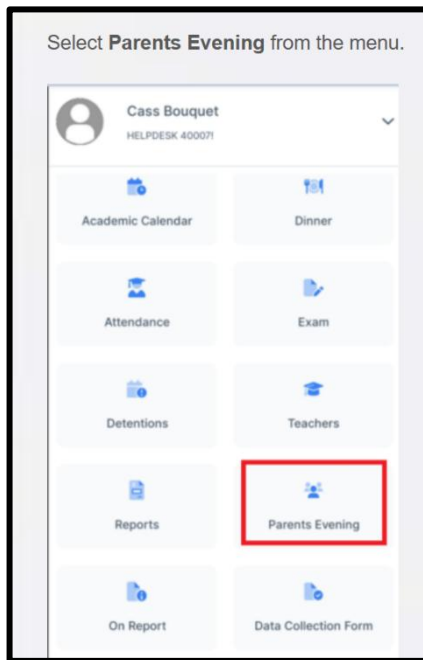 Select Parents Evening from the menu.
Cass Bouquet
HELPDESK 40007!
Academic Calendar
Dinner
Attendance
Exam
Detentions
Teachers
Reports
Parents Evening
On Report
Data Collection Form